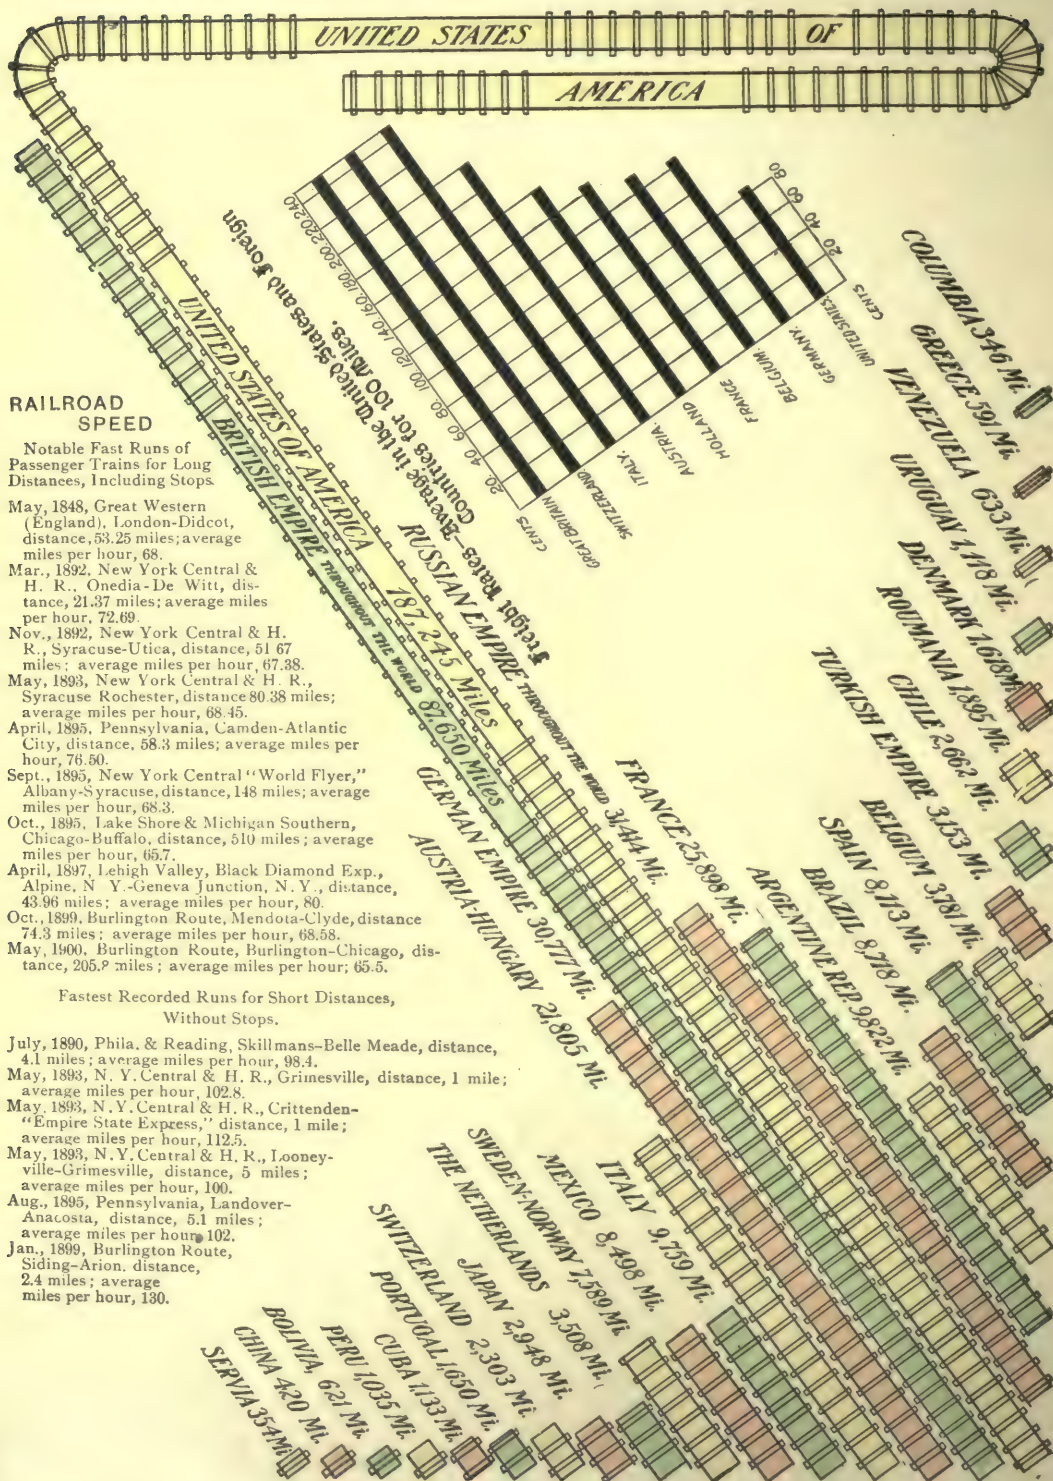 UNITED STATES OF
AMERICA
UNITED STATES OF AMERICA 187,245 Miles
BRITISH EMPIRE THROUGHOUT THE WORLD 87,650 Miles
Freight Rates—Average in the United States and Foreign
Countries for 100 Miles.
240
220
200
180
160
140
120
100
80
60
40
20
CENTS
GREAT BRITAIN
SWITZERLAND
ITALY.
AUSTRIA.
HOLLAND
FRANCE
BELGIUM.
GERMANY.
UNITED STATES.
CENTS
80
60
40
20
RAILROAD
SPEED
Notable Fast Runs of
Passenger Trains for Long
Distances, Including Stops.
May, 1848, Great Western
(England), London-Didcot,
distance, 53.25 miles; average
miles per hour, 68.
Mar., 1892, New York Central &
H. R., Onedia-De Witt, dis-
tance, 21.37 miles; average miles
per hour, 72.69.
Nov., 1892, New York Central & H.
R., Syracuse-Utica, distance, 51 67
miles; average miles per hour, 67.38.
May, 1893, New York Central & H. R.,
Syracuse Rochester, distance 80.38 miles;
average miles per hour, 68.45.
April, 1895, Pennsylvania, Camden-Atlantic
City, distance, 58.3 miles; average miles per
hour, 76.50.
Sept., 1895, New York Central "World Flyer,"
Albany-Syracuse, distance, 148 miles; average
miles per hour, 68.3.
Oct., 1895, Lake Shore & Michigan Southern,
Chicago-Buffalo, distance, 510 miles; average
miles per hour, 65.7.
April, 1897, Lehigh Valley, Black Diamond Exp.,
Alpine, N Y.-Geneva Junction, N. Y., distance,
43.96 miles; average miles per hour, 80.
Oct., 1899, Burlington Route, Mendota-Clyde, distance
74.3 miles; average miles per hour, 68.58.
May, 1900, Burlington Route, Burlington-Chicago, dis-
tance, miles; average miles per hour; 65.5.
Fastest Recorded Runs for Short Distances,
Without Stops.
July, 1890, Phila. & Reading, Skillmans-Belle Meade, distance,
4.1 miles; average miles per hour, 98.4.
May, 1893, N. Y. Central & H. R., Grimesville, distance, 1 mile;
average miles per hour, 102.8.
May, 1893, N. Y. Central & H. R., Crittenden-
"Empire State Express," distance, 1 mile;
average miles per hour, 112.5.
May, 1893, N. Y. Central & H. R., Looney-
ville-Grimesville, distance, 5 miles;
average miles per hour, 100.
Aug., 1895, Pennsylvania, Landover-
Anacosta, distance, 5.1 miles;
average miles per hour, 102.
Jan., 1899, Burlington Route,
Siding-Arion, distance,
2.4 miles; average
miles per hour, 130.
COLUMBIA 346 Mi.
GREECE 591 Mi.
VENEZUELA 633 Mi.
URUGUAY 1,118 Mi.
DENMARK 1,618 Mi.
ROUMANIA 1,895 Mi.
CHILE 2,662 Mi.
TURKISH EMPIRE 3,153 Mi.
BELGIUM 3,781 Mi.
SPAIN 8,113 Mi.
BRAZIL 8,718 Mi.
ARGENTINE REP. 9,822 Mi.
FRANCE 25,898 Mi.
RUSSIAN EMPIRE THROUGHOUT THE WORLD 31,414 Mi.
GERMAN EMPIRE 30,777 Mi.
AUSTRIA-HUNGARY 21,805 Mi.
ITALY 9,759 Mi.
MEXICO 8,498 Mi.
SWEDEN-NORWAY 7,589 Mi.
THE NETHERLANDS 3,508 Mi.
JAPAN 2,948 Mi.
SWITZERLAND 2,303 Mi.
PORTUGAL 1,650 Mi.
CUBA 1,133 Mi.
PERU 1,035 Mi.
BOLIVIA, 621 Mi.
CHINA 420 Mi.
SERVIA 354 Mi.